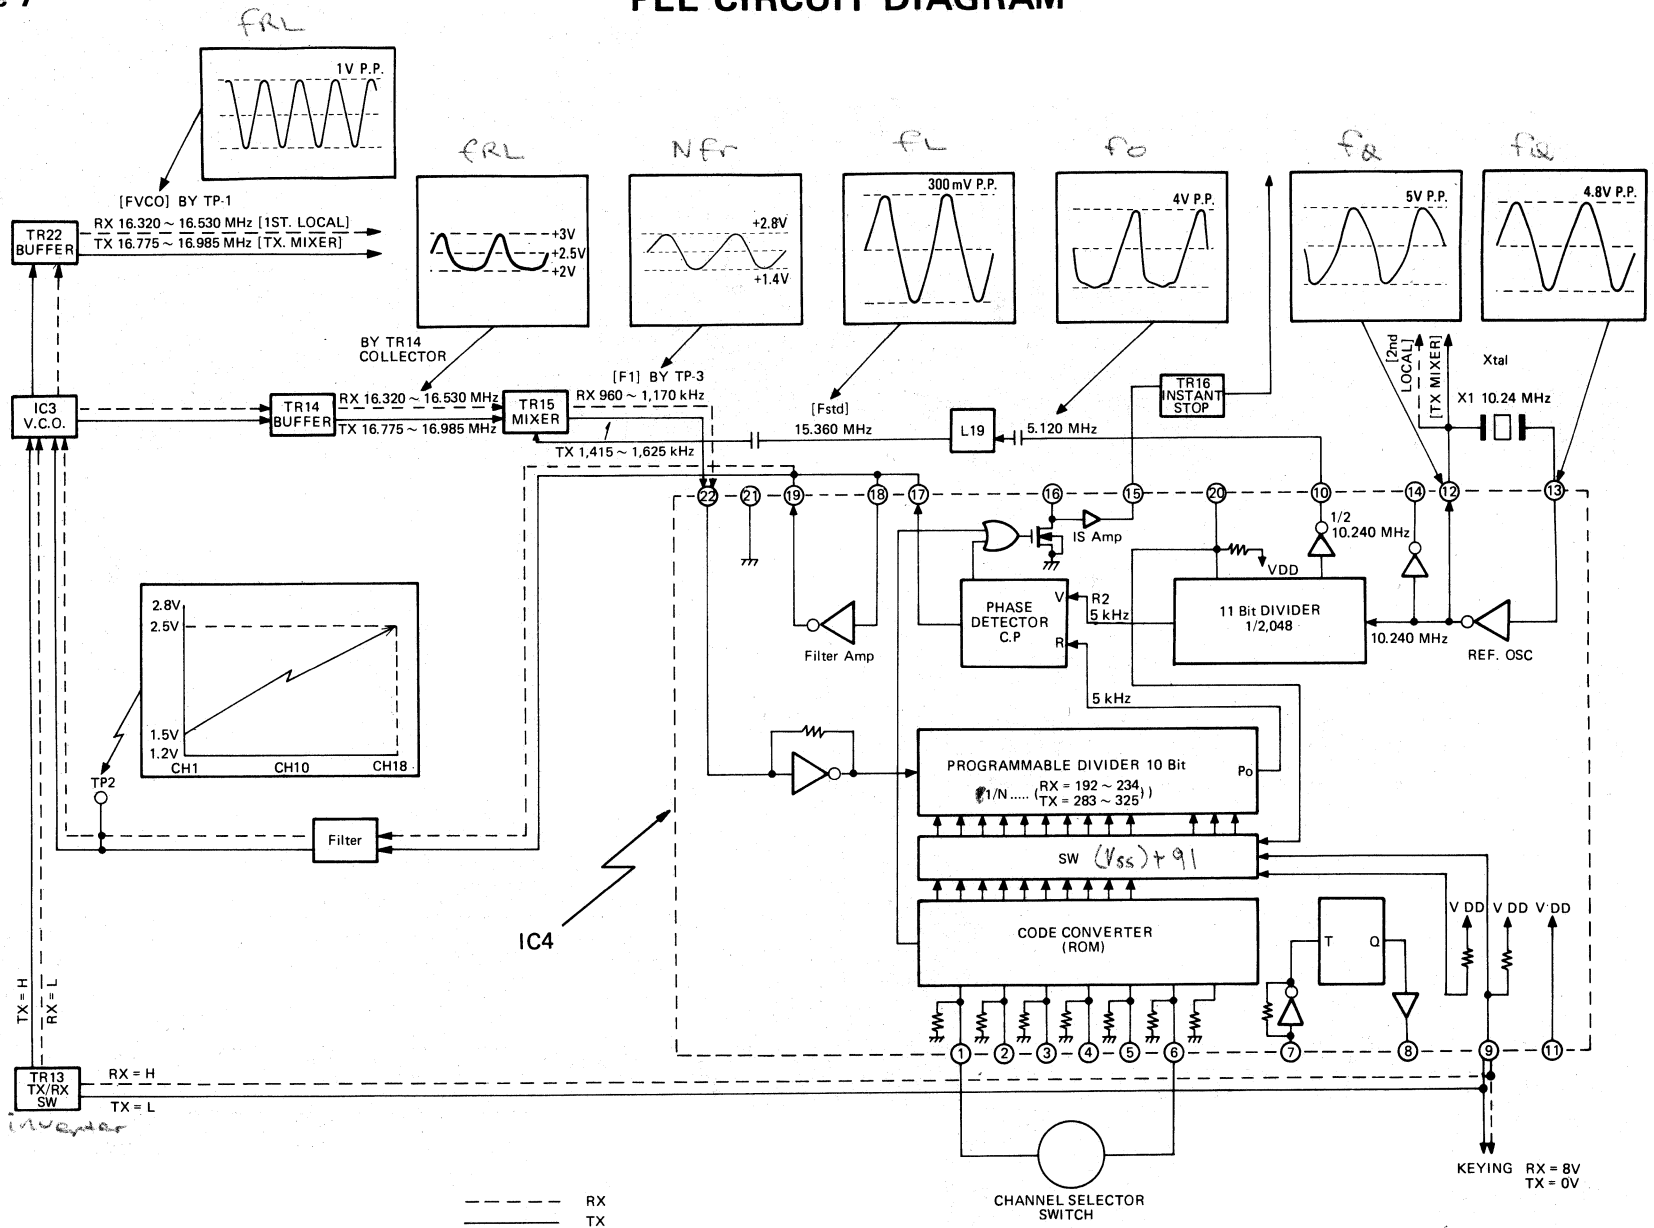 PLL CIRCUIT DIAGRAM
fRL
1V P.P.
[FVCO] BY TP-1
RX 16.320 ~ 16.530 MHz [1ST. LOCAL]
TX 16.775 ~ 16.985 MHz [TX. MIXER]
TR22
BUFFER
fRL
+3V
+2.5V
+2V
BY TR14
COLLECTOR
Nfr
+2.8V
+1.4V
[F1] BY TP-3
fL
300 mV P.P.
[Fstd]
15.360 MHz
fo
4V P.P.
5.120 MHz
fQ
5V P.P.
fQ
4.8V P.P.
[2nd
LOCAL]
[TX MIXER]
Xtal
X1 10.24 MHz
TR16
INSTANT
STOP
IC3
V.C.O.
TR14
BUFFER
RX 16.320 ~ 16.530 MHz
TX 16.775 ~ 16.985 MHz
TR15
MIXER
RX 960 ~ 1,170 kHz
TX 1,415 ~ 1,625 kHz
L19
22
21
19
18
17
16
15
20
10
14
12
13
IS Amp
1/2
10.240 MHz
VDD
PHASE
DETECTOR
C.P
V
R
R2
5 kHz
5 kHz
11 Bit DIVIDER
1/2,048
10.240 MHz
REF. OSC
Filter Amp
2.8V
2.5V
1.5V
1.2V
CH1
CH10
CH18
TP2
Filter
PROGRAMMABLE DIVIDER 10 Bit
1/N ..... (RX = 192 ~ 234)
TX = 283 ~ 325
Po
SW (Vss) + 91
CODE CONVERTER
(ROM)
IC4
T
Q
V DD
V DD
V DD
1
2
3
4
5
6
7
8
9
11
TX = H
RX = L
TR13
TX/RX
SW
RX = H
TX = L
inverter
CHANNEL SELECTOR
SWITCH
KEYING RX = 8V
TX = 0V
RX
TX